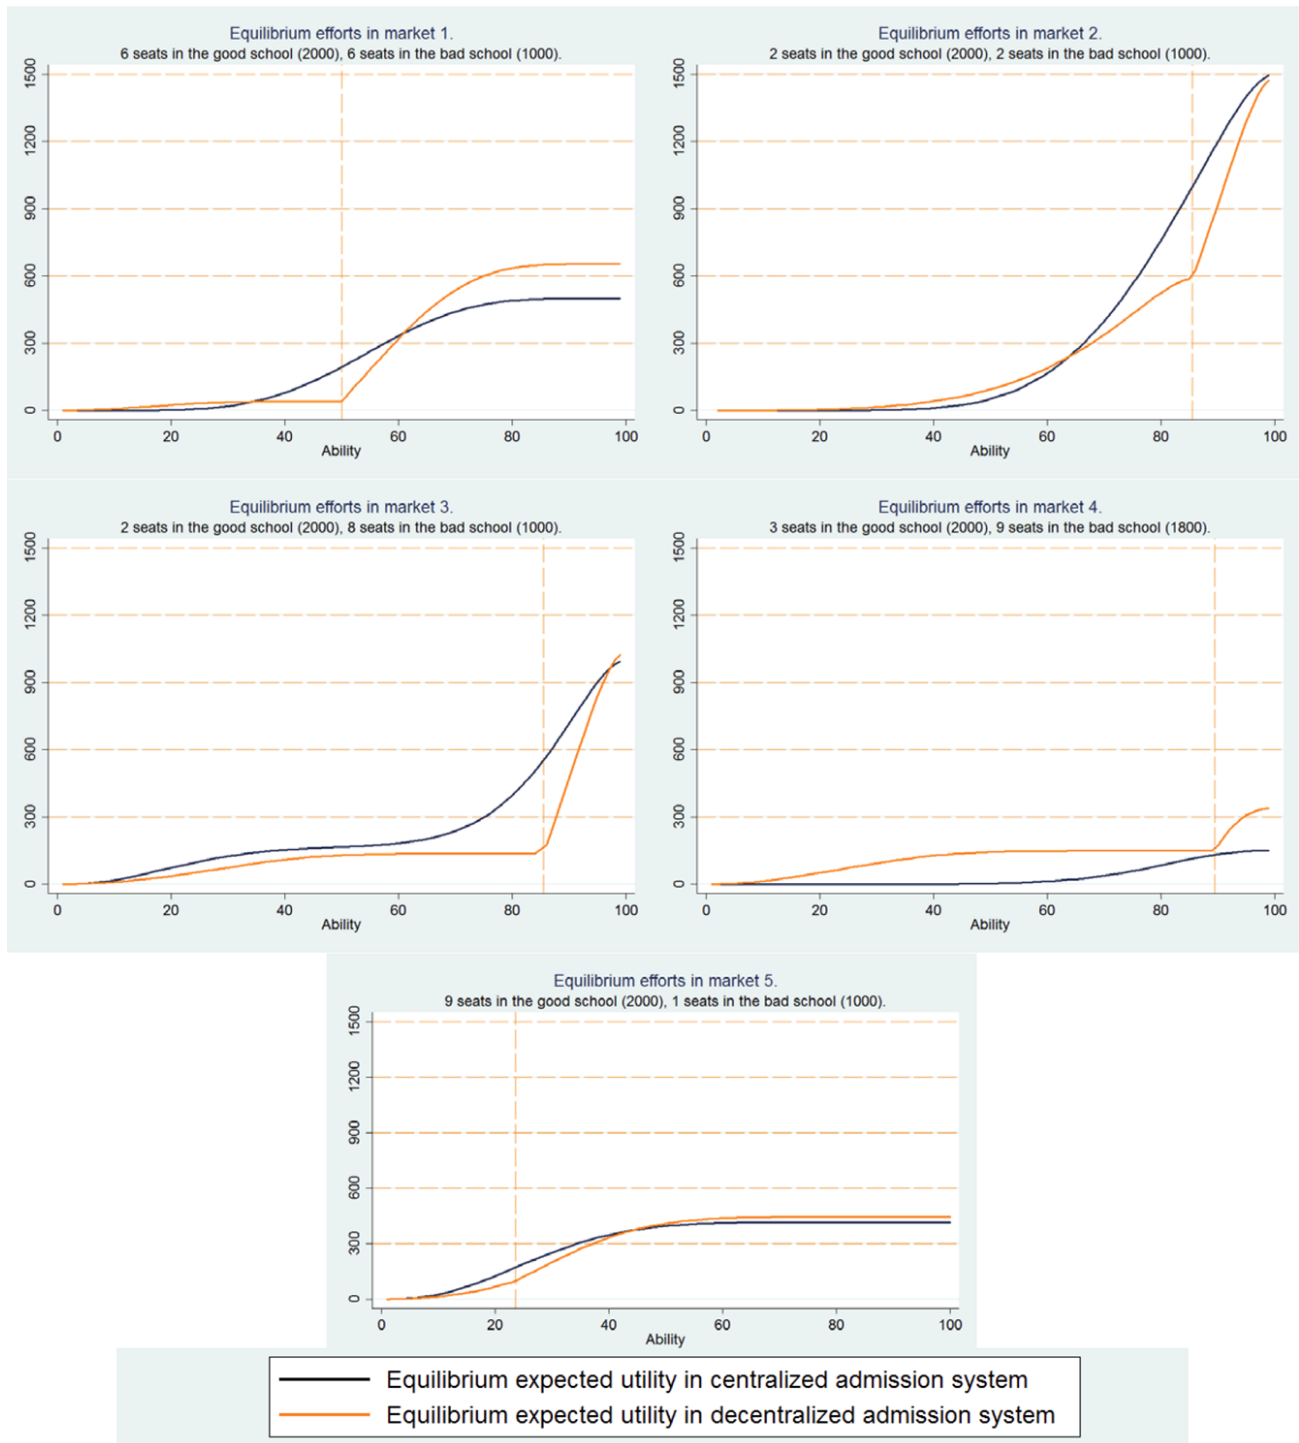 Equilibrium efforts in market 1.
6 seats in the good school (2000), 6 seats in the bad school (1000).
1500
1200
900
600
300
0
0 20 40 60 80 100
Ability
Equilibrium efforts in market 2.
2 seats in the good school (2000), 2 seats in the bad school (1000).
1500
1200
900
600
300
0
0 20 40 60 80 100
Ability
Equilibrium efforts in market 3.
2 seats in the good school (2000), 8 seats in the bad school (1000).
1500
1200
900
600
300
0
0 20 40 60 80 100
Ability
Equilibrium efforts in market 4.
3 seats in the good school (2000), 9 seats in the bad school (1800).
1500
1200
900
600
300
0
0 20 40 60 80 100
Ability
Equilibrium efforts in market 5.
9 seats in the good school (2000), 1 seats in the bad school (1000).
1500
1200
900
600
300
0
0 20 40 60 80 100
Ability
Equilibrium expected utility in centralized admission system
Equilibrium expected utility in decentralized admission system